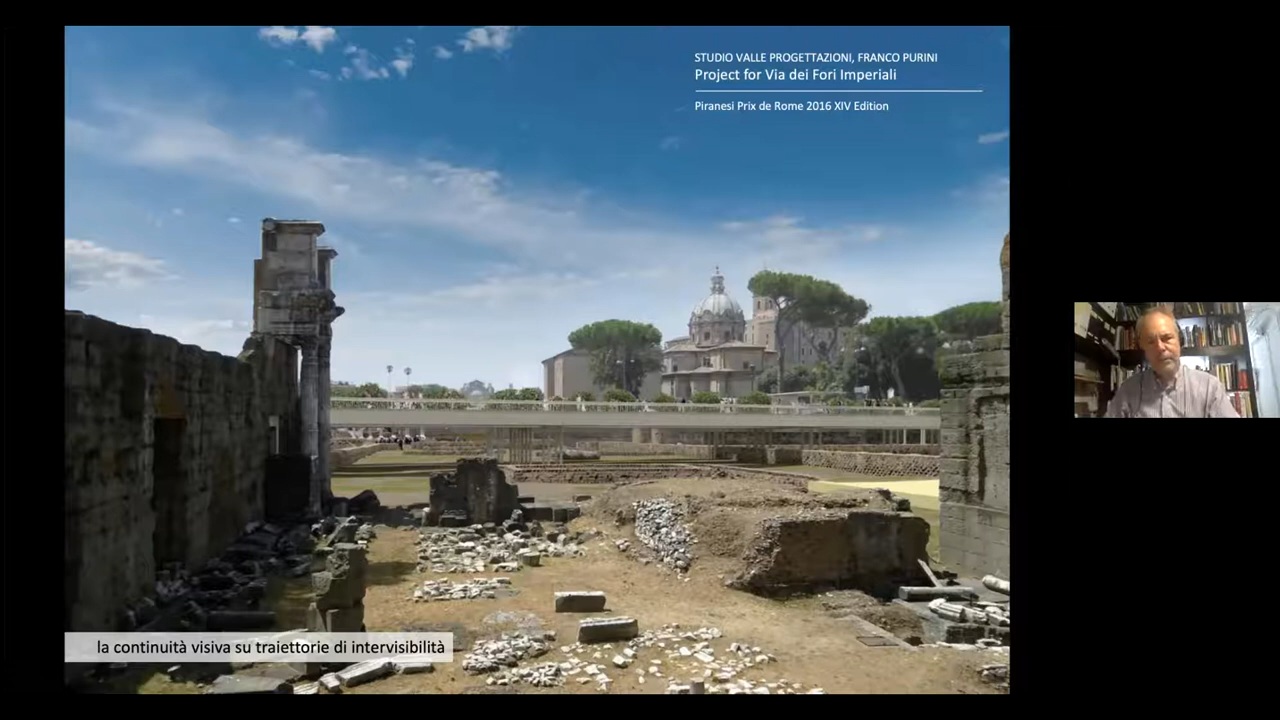 STUDIO VALLE PROGETTAZIONI, FRANCO PURINI
Project for Via dei Fori Imperiali
Piranesi Prix de Rome 2016 XIV Edition
la continuità visiva su traiettorie di intervisibilità